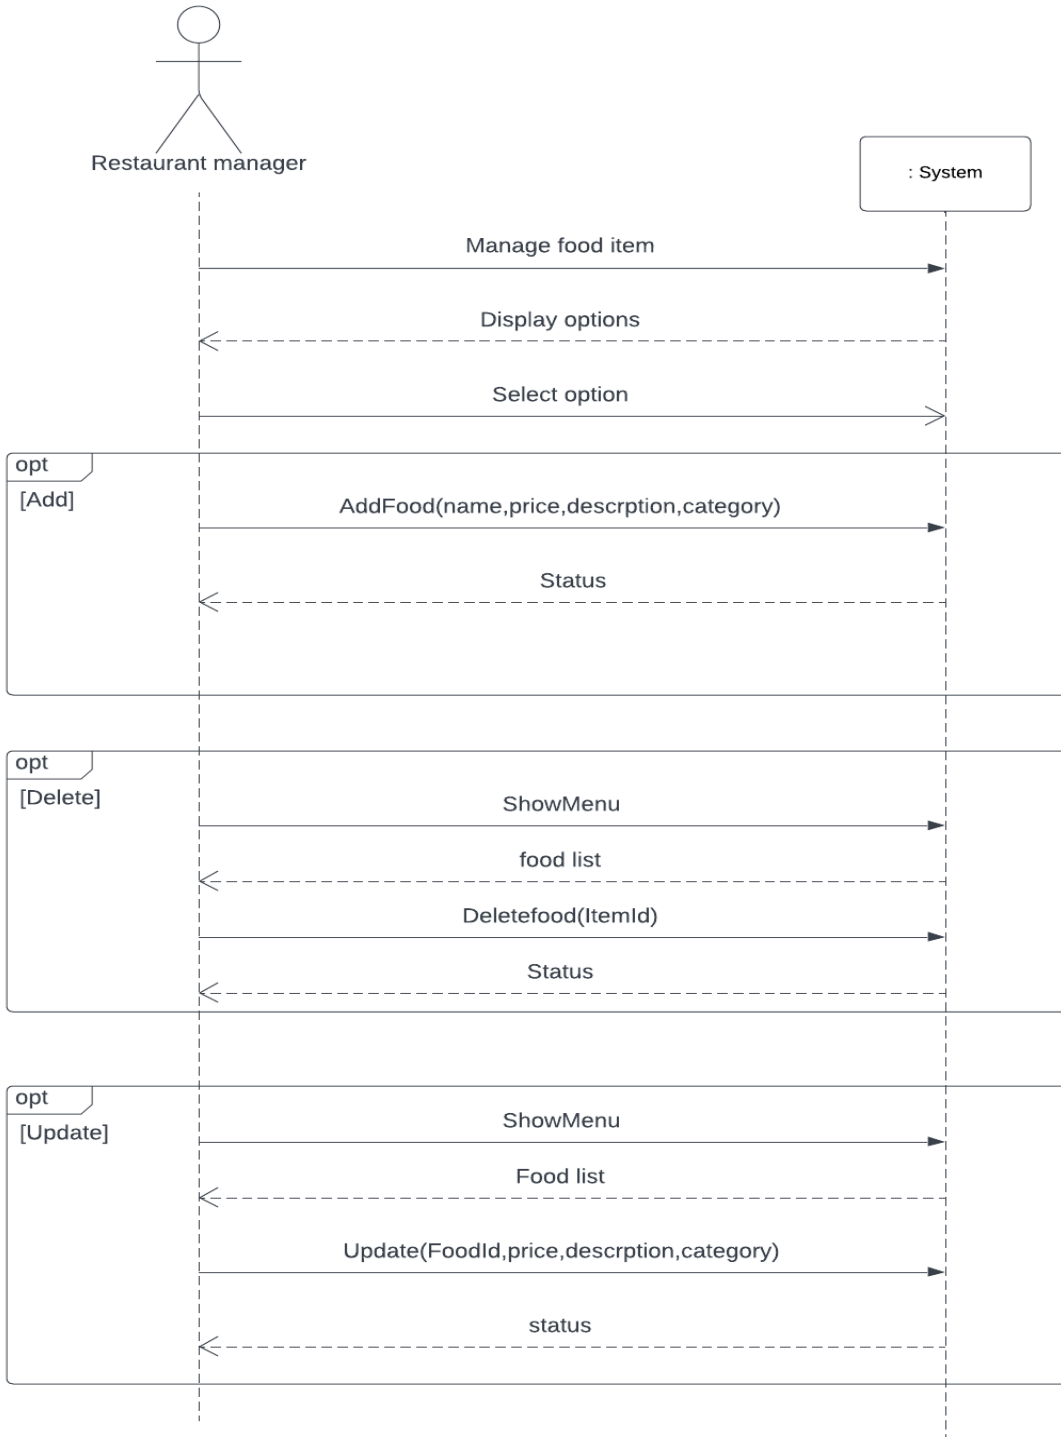 Restaurant manager
: System
Manage food item
Display options
Select option
opt
[Add]
AddFood(name,price,descrption,category)
Status
opt
[Delete]
ShowMenu
food list
Deletefood(ItemId)
Status
opt
[Update]
ShowMenu
Food list
Update(FoodId,price,descrption,category)
status